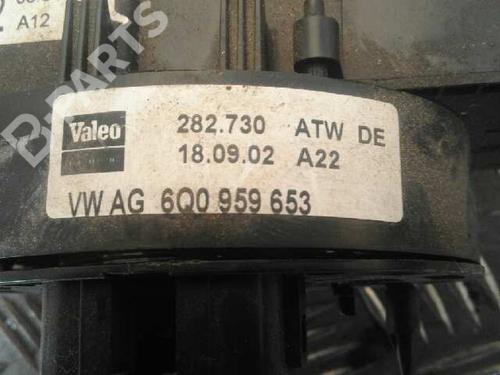 A12
B-PARTS
Valeo 282.730 ATW DE
18.09.02 A22
VW AG 6Q0 959 653